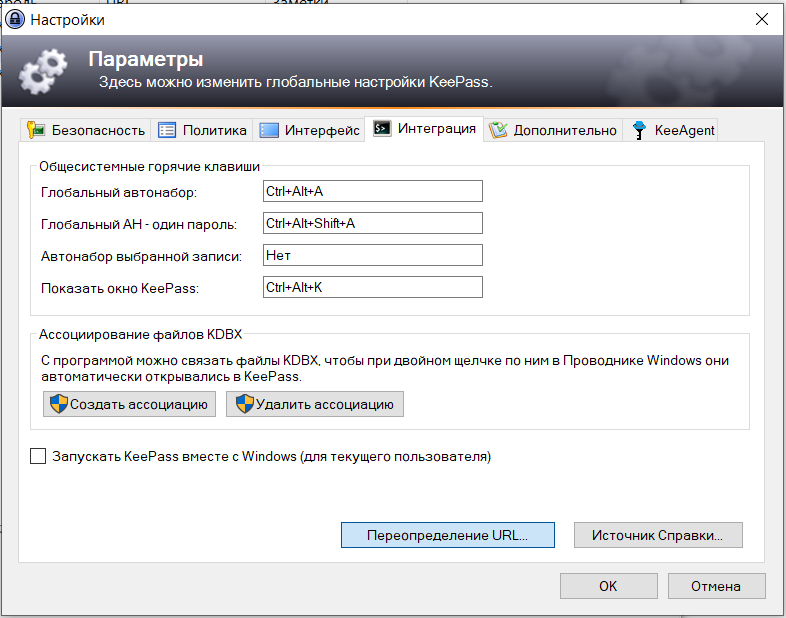 Настройки
Параметры
Здесь можно изменить глобальные настройки KeePass.
Безопасность Политика Интерфейс Интеграция Дополнительно KeeAgent
Общесистемные горячие клавиши
Глобальный автонабор: Ctrl+Alt+A
Глобальный АН - один пароль: Ctrl+Alt+Shift+A
Автонабор выбранной записи: Нет
Показать окно KeePass: Ctrl+Alt+K
Ассоциирование файлов KDBX
С программой можно связать файлы KDBX, чтобы при двойном щелчке по ним в Проводнике Windows они
автоматически открывались в KeePass.
Создать ассоциацию Удалить ассоциацию
Запускать KeePass вместе с Windows (для текущего пользователя)
Переопределение URL... Источник Справки...
OK Отмена